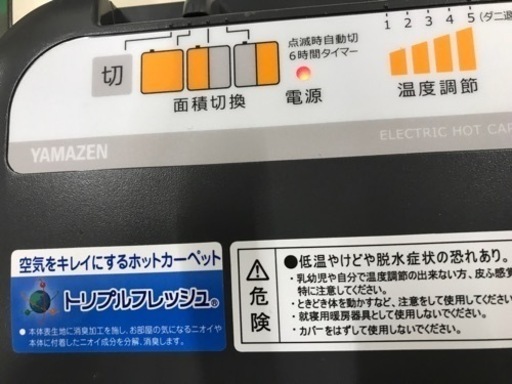 切
面積切換
点滅時自動切
6時間タイマー
電源
1 2 3 4 5 (ダニ退
温度調節
YAMAZEN
ELECTRIC HOT CAR
空気をキレイにするホットカーペット
トリプルフレッシュ®
●本体表生地に消臭加工を施し、お部屋の気になるニオイや
本体に付着したニオイ成分を分解、消臭します。
危険
●低温やけどや脱水症状の恐れあり。
・乳幼児や自分で温度調節の出来ない方、皮ふ感覚
特に注意してください。
・ときどき体を動かすなど、注意をして使用してくださ
・就寝用暖房器具として使用しないでください。
・カバーをはずして使用しないでください。